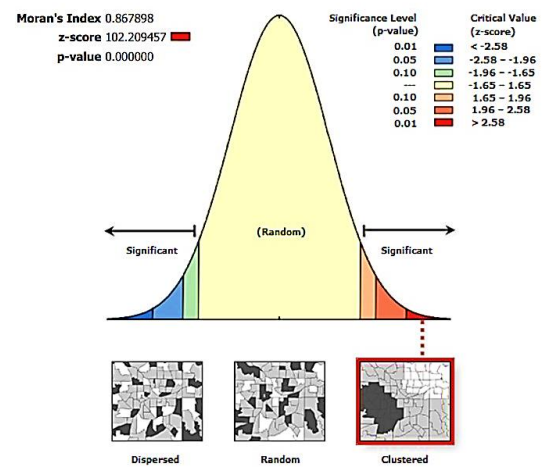 Moran's Index 0.867898
z-score 102.209457
p-value 0.000000
Significance Level (p-value)
Critical Value (z-score)
0.01 < -2.58
0.05 -2.58 – -1.96
0.10 -1.96 – -1.65
--- -1.65 – 1.65
0.10 1.65 – 1.96
0.05 1.96 – 2.58
0.01 > 2.58
(Random)
Significant
Significant
Dispersed
Random
Clustered